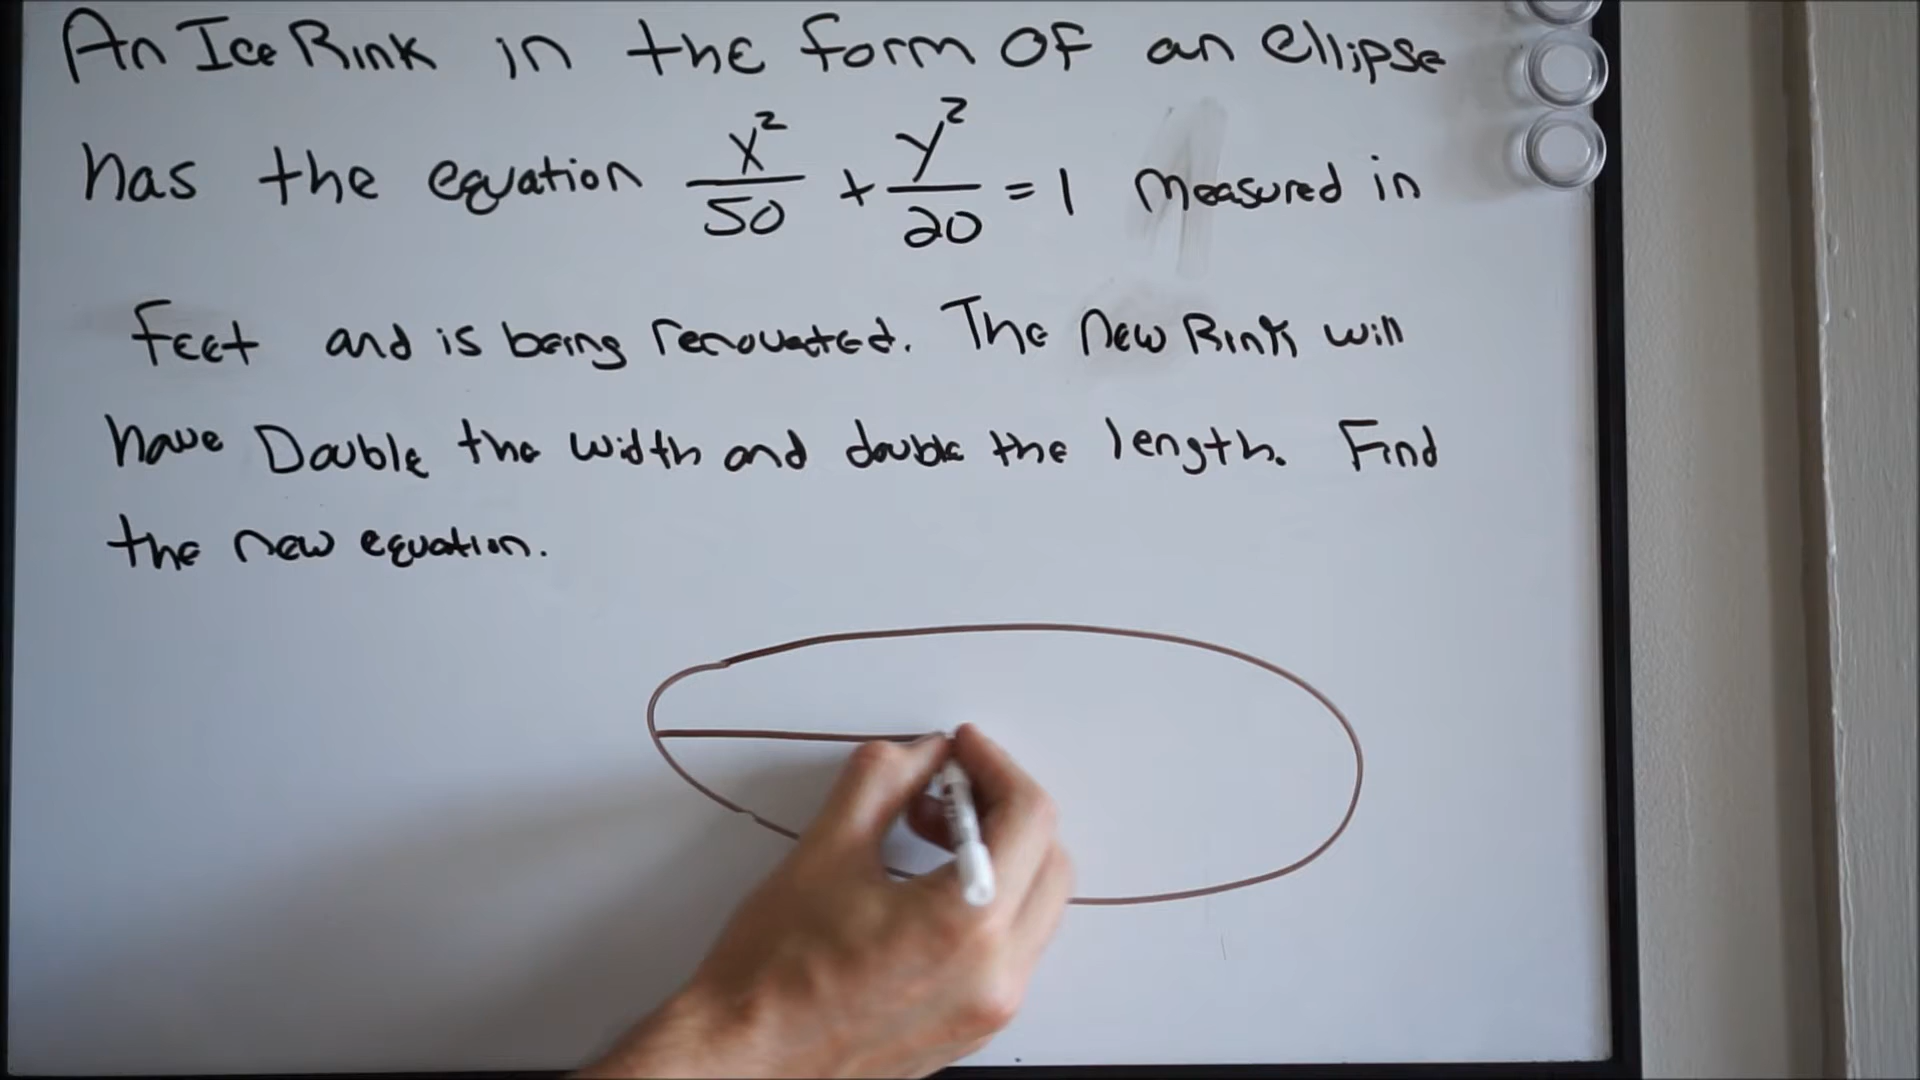 An Ice Rink in the form of an ellipse
has the equation x²/50 + y²/20 = 1 Measured in
feet and is being renovated. The new Rink will
have Double the width and double the length. Find
the new equation.